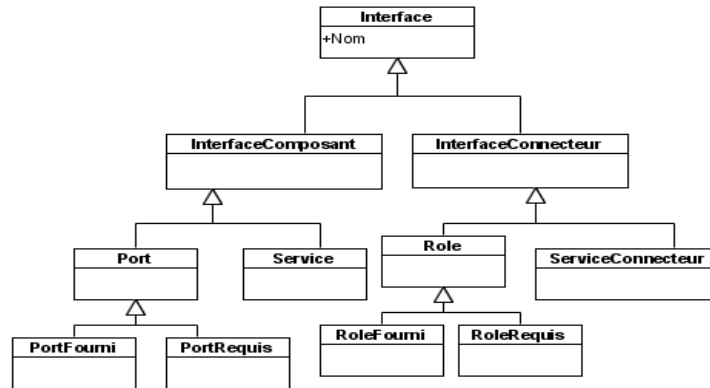 Interface
+Nom
InterfaceComposant
InterfaceConnecteur
Port
Service
Role
ServiceConnecteur
PortFourni
PortRequis
RoleFourni
RoleRequis